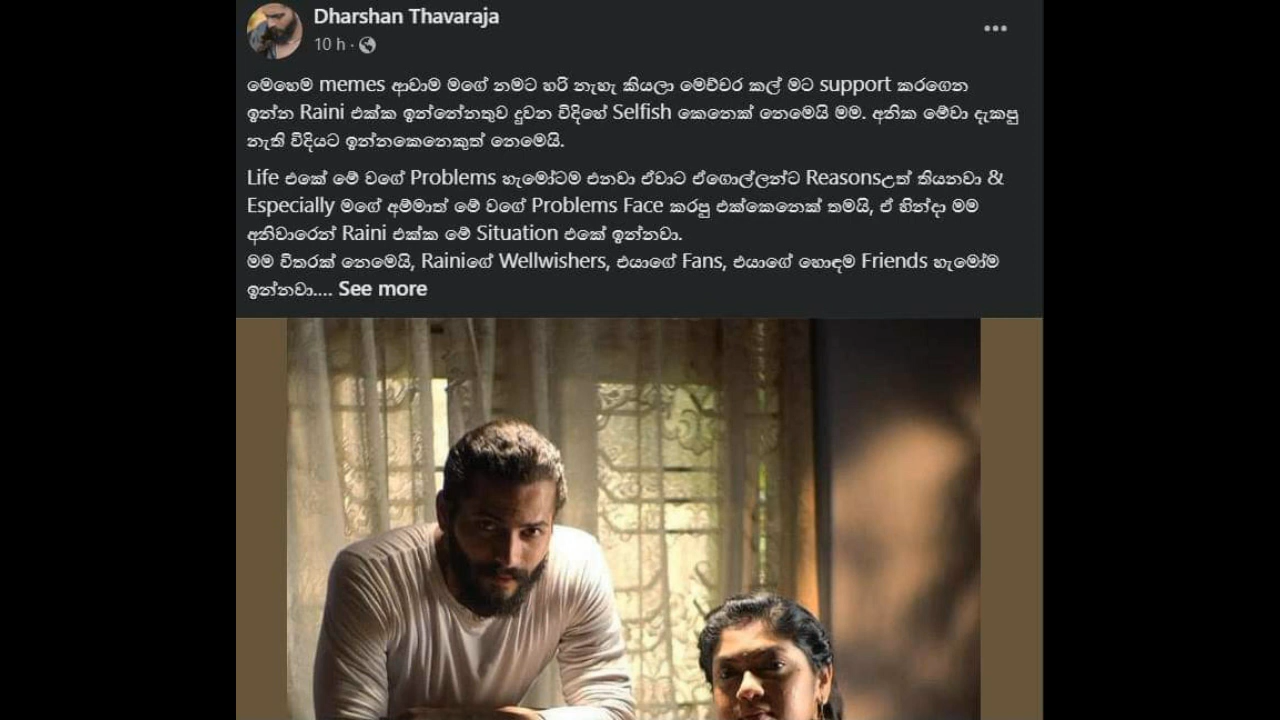 Dharshan Thavaraja
10 h ·
මෙහෙම memes ආවාම මගේ නමට හරි නැහැ කියලා මෙච්චර කල් මට support කරගෙන
ඉන්න Raini එක්ක ඉන්නේනතුව දුවන විදිහේ Selfish කෙනෙක් නෙමෙයි මම. අනික මේවා දැකපු
නැති විදියට ඉන්නකෙනෙකුත් නෙමෙයි.
Life එකේ මේ වගේ Problems හැමෝටම එනවා ඒවාට ඒගොල්ලන්ට Reasonsඋත් තියනවා &
Especially මගේ අම්මාත් මේ වගේ Problems Face කරපු එක්කෙනෙක් තමයි, ඒ හින්දා මම
අනිවාරෙන් Raini එක්ක මේ Situation එකේ ඉන්නවා.
මම විතරක් නෙමෙයි, Rainiගේ Wellwishers, එයාගේ Fans, එයාගේ හොඳම Friends හැමෝම
ඉන්නවා.... See more